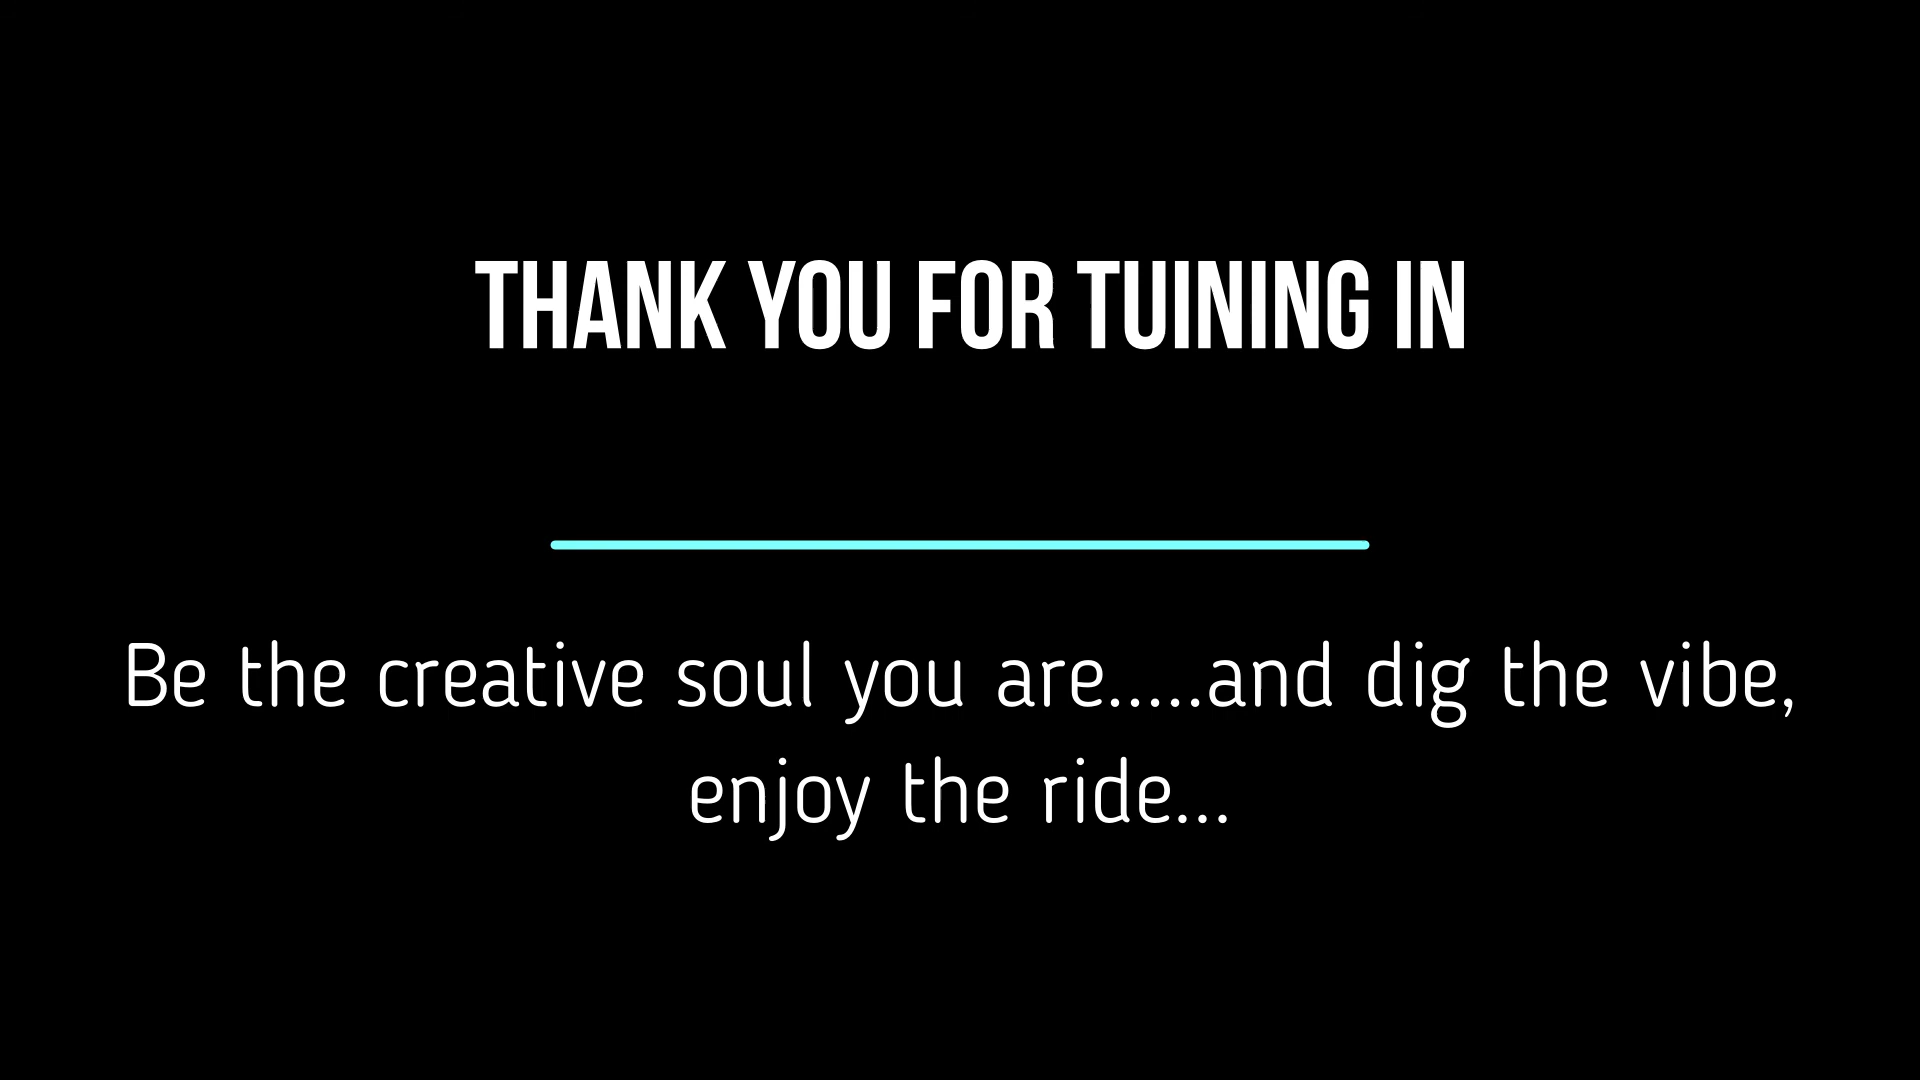 THANK YOU FOR TUINING IN
Be the creative soul you are.....and dig the vibe,
enjoy the ride...